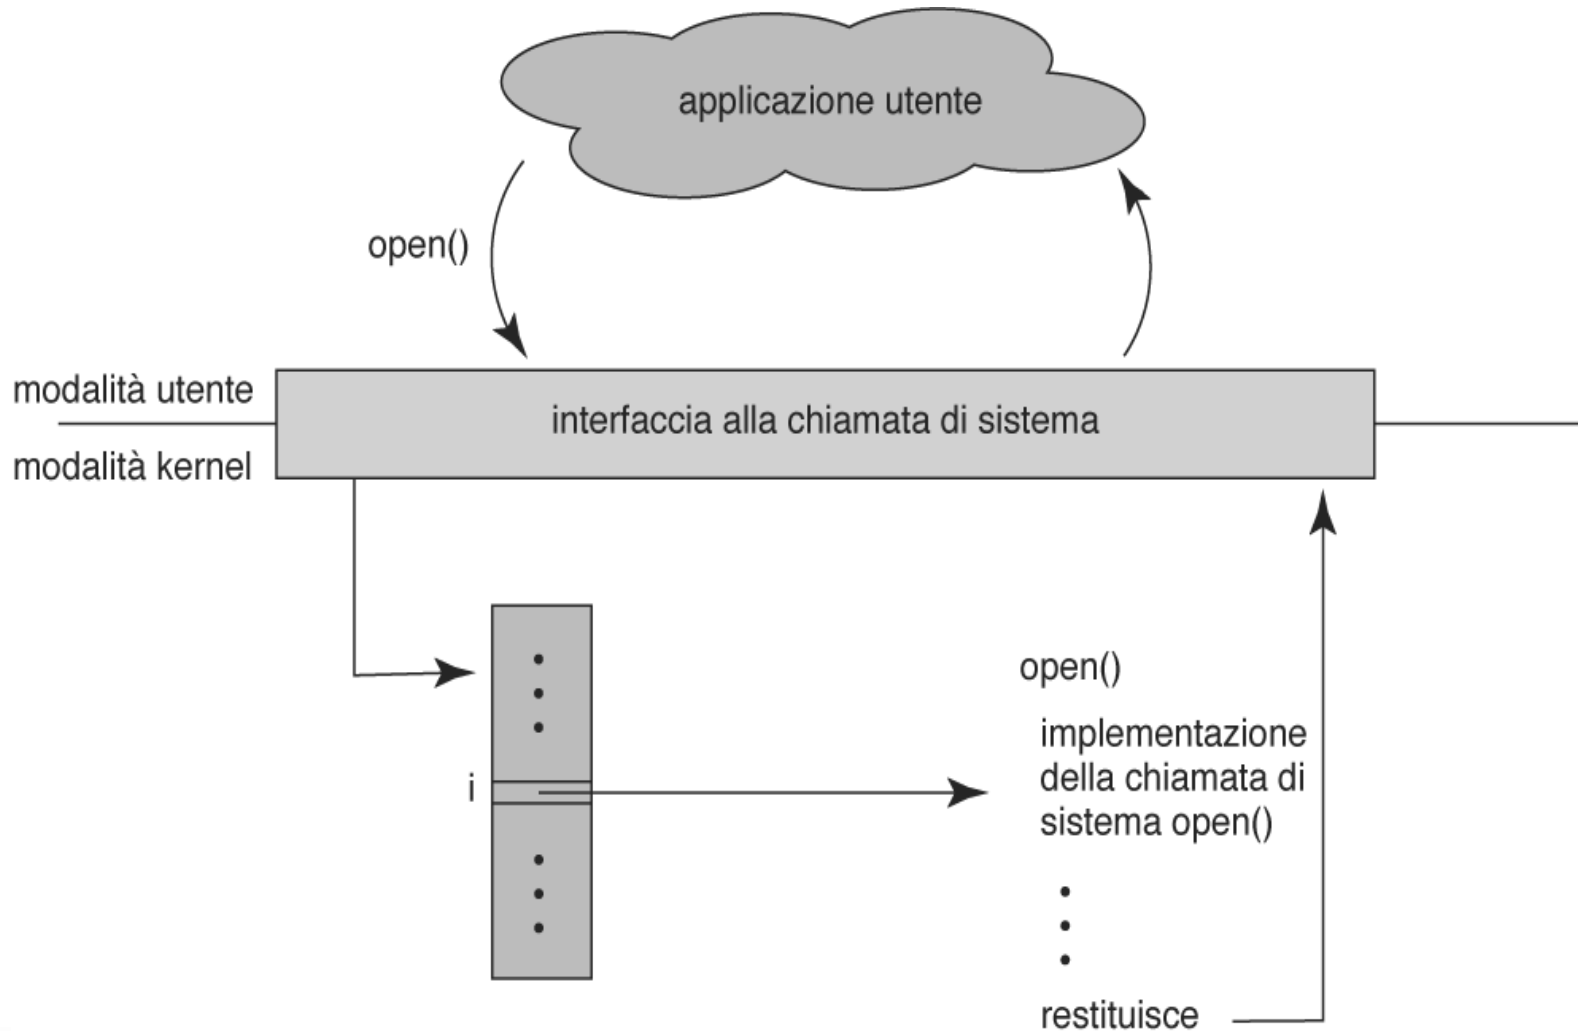 applicazione utente
open()
modalità utente
interfaccia alla chiamata di sistema
modalità kernel
open()
implementazione
della chiamata di
sistema open()
i
restituisce